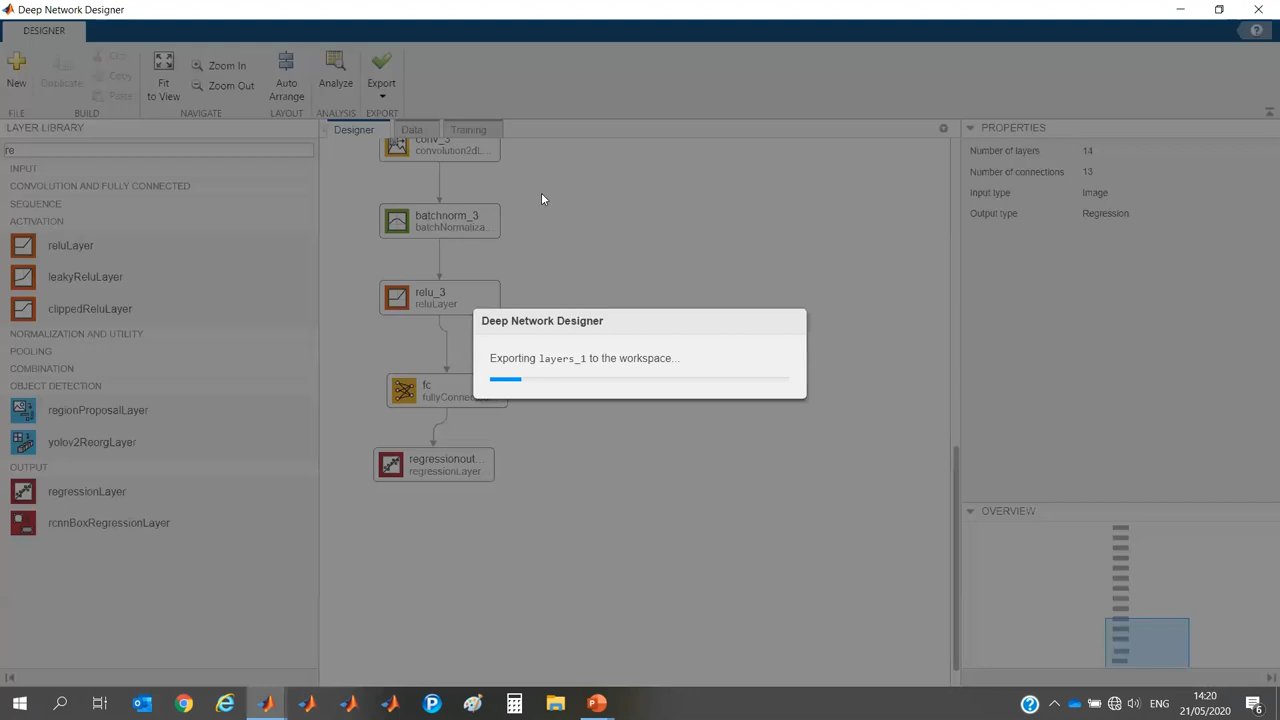 Deep Network Designer
DESIGNER
New
Duplicate
Copy
Paste
Fit
to View
Zoom In
Zoom Out
Auto
Arrange
Analyze
Export
FILE
BUILD
NAVIGATE
LAYOUT
ANALYSIS
EXPORT
LAYER LIBRARY
re
INPUT
CONVOLUTION AND FULLY CONNECTED
SEQUENCE
ACTIVATION
reluLayer
leakyReluLayer
clippedReluLayer
NORMALIZATION AND UTILITY
POOLING
COMBINATION
OBJECT DETECTION
regionProposalLayer
yolov2ReorgLayer
OUTPUT
regressionLayer
rcnnBoxRegressionLayer
Designer
Data
Training
conv_3
convolution2dL...
batchnorm_3
batchNormaliza...
relu_3
reluLayer
fc
fullyConnec
regressionout...
regressionLayer
Deep Network Designer
Exporting layers_1 to the workspace...
PROPERTIES
Number of layers 14
Number of connections 13
Input type Image
Output type Regression
OVERVIEW
ENG
14:20
21/05/2020
6